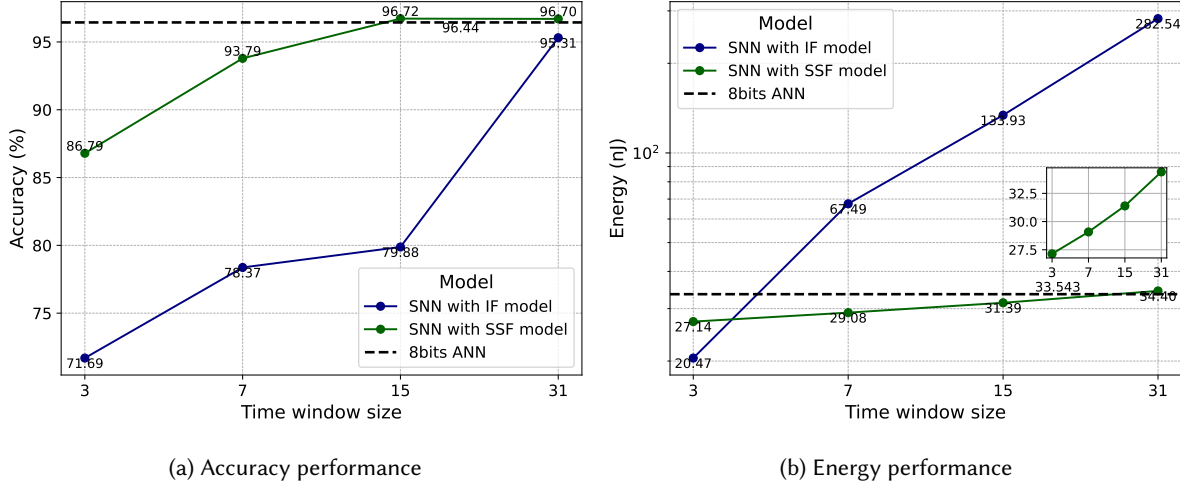 96.72
96.70
96.44
95
93.79
95.31
90
86.79
85
80
79.88
78.37
75
71.69
Accuracy (%)
Model
SNN with IF model
SNN with SSF model
8bits ANN
3 7 15 31
Time window size
(a) Accuracy performance
Model
SNN with IF model
SNN with SSF model
8bits ANN
282.54
133.93
10²
67.49
Energy (nJ)
32.5
30.0
27.5
3 7 15 31
33.543
34.40
31.39
29.08
27.14
20.47
3 7 15 31
Time window size
(b) Energy performance